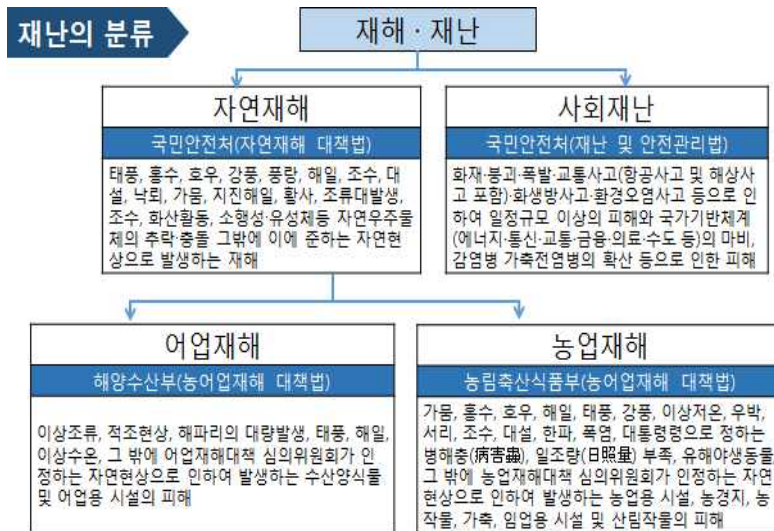 재난의 분류
재해 · 재난
자연재해
국민안전처(자연재해 대책법)
태풍, 홍수, 호우, 강풍, 풍랑, 해일, 조수, 대
설, 낙뢰, 가뭄, 지진해일, 황사, 조류대발생,
조수, 화산활동, 소행성·유성체등 자연우주물
체의 추락·충돌 그밖에 이에 준하는 자연현
상으로 발생하는 재해
사회재난
국민안전처(재난 및 안전관리법)
화재·붕괴·폭발·교통사고(항공사고 및 해상사
고 포함)·화생방사고·환경오염사고 등으로 인
하여 일정규모 이상의 피해와 국가기반체계
(에너지·통신·교통·금융·의료·수도 등)의 마비,
감염병 가축전염병의 확산 등으로 인한 피해
어업재해
해양수산부(농어업재해 대책법)
이상조류, 적조현상, 해파리의 대량발생, 태풍, 해일,
이상수온, 그 밖에 어업재해대책 심의위원회가 인
정하는 자연현상으로 인하여 발생하는 수산양식물
및 어업용 시설의 피해
농업재해
농림축산식품부(농어업재해 대책법)
가뭄, 홍수, 호우, 해일, 태풍, 강풍, 이상저온, 우박,
서리, 조수, 대설, 한파, 폭염, 대통령령으로 정하는
병해충(病害蟲), 일조량(日照量) 부족, 유해야생동물
그 밖에 농업재해대책 심의위원회가 인정하는 자연
현상으로 인하여 발생하는 농업용 시설, 농경지, 농
작물, 가축, 임업용 시설 및 산림작물의 피해